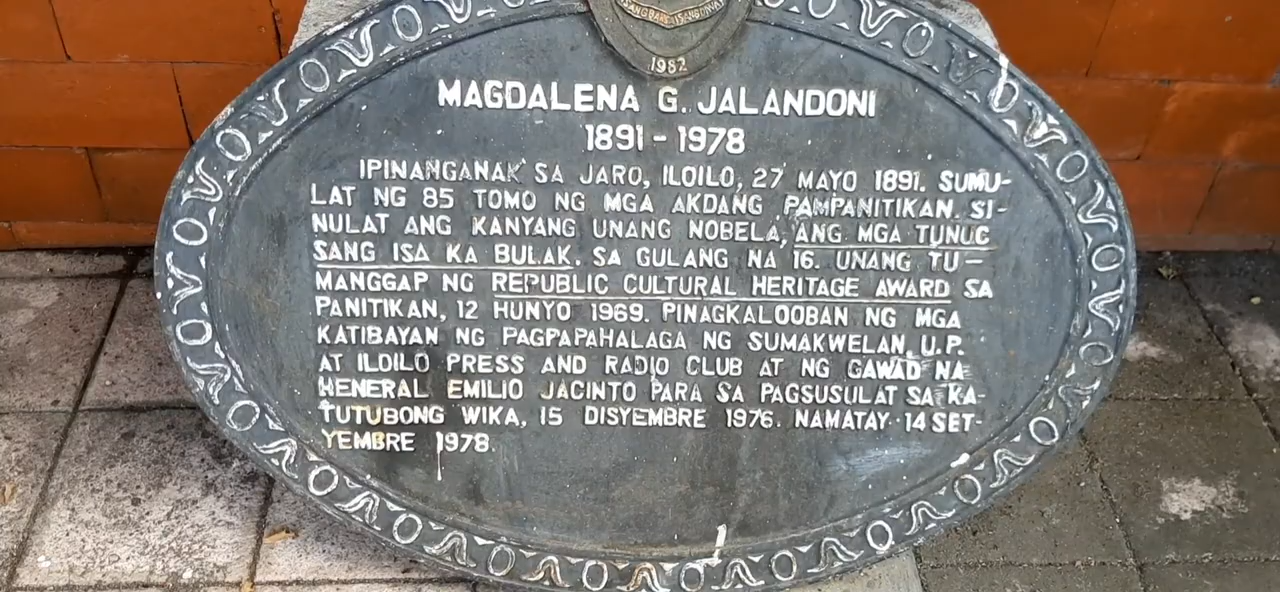 ISANG BANSA ISANG DIWA
1982
MAGDALENA G. JALANDONI
1891 - 1978
IPINANGANAK SA JARO, ILOILO, 27 MAYO 1891. SUMU-
LAT NG 85 TOMO NG MGA AKDANG PAMPANITIKAN. SI-
NULAT ANG KANYANG UNANG NOBELA, ANG MGA TUNUC
SANG ISA KA BULAK. SA GULANG NA 16. UNANG TU-
MANGGAP NG REPUBLIC CULTURAL HERITAGE AWARD SA
PANITIKAN, 12 HUNYO 1969. PINAGKALOOBAN NG MGA
KATIBAYAN NG PAGPAPAHALAGA NG SUMAKWELAN, U.P.
AT ILOILO PRESS AND RADIO CLUB AT NG GAWAD NA
HENERAL EMILIO JACINTO PARA SA PAGSUSULAT SA KA-
TUTUBONG WIKA, 15 DISYEMBRE 1976. NAMATAY 14 SET-
YEMBRE 1978.